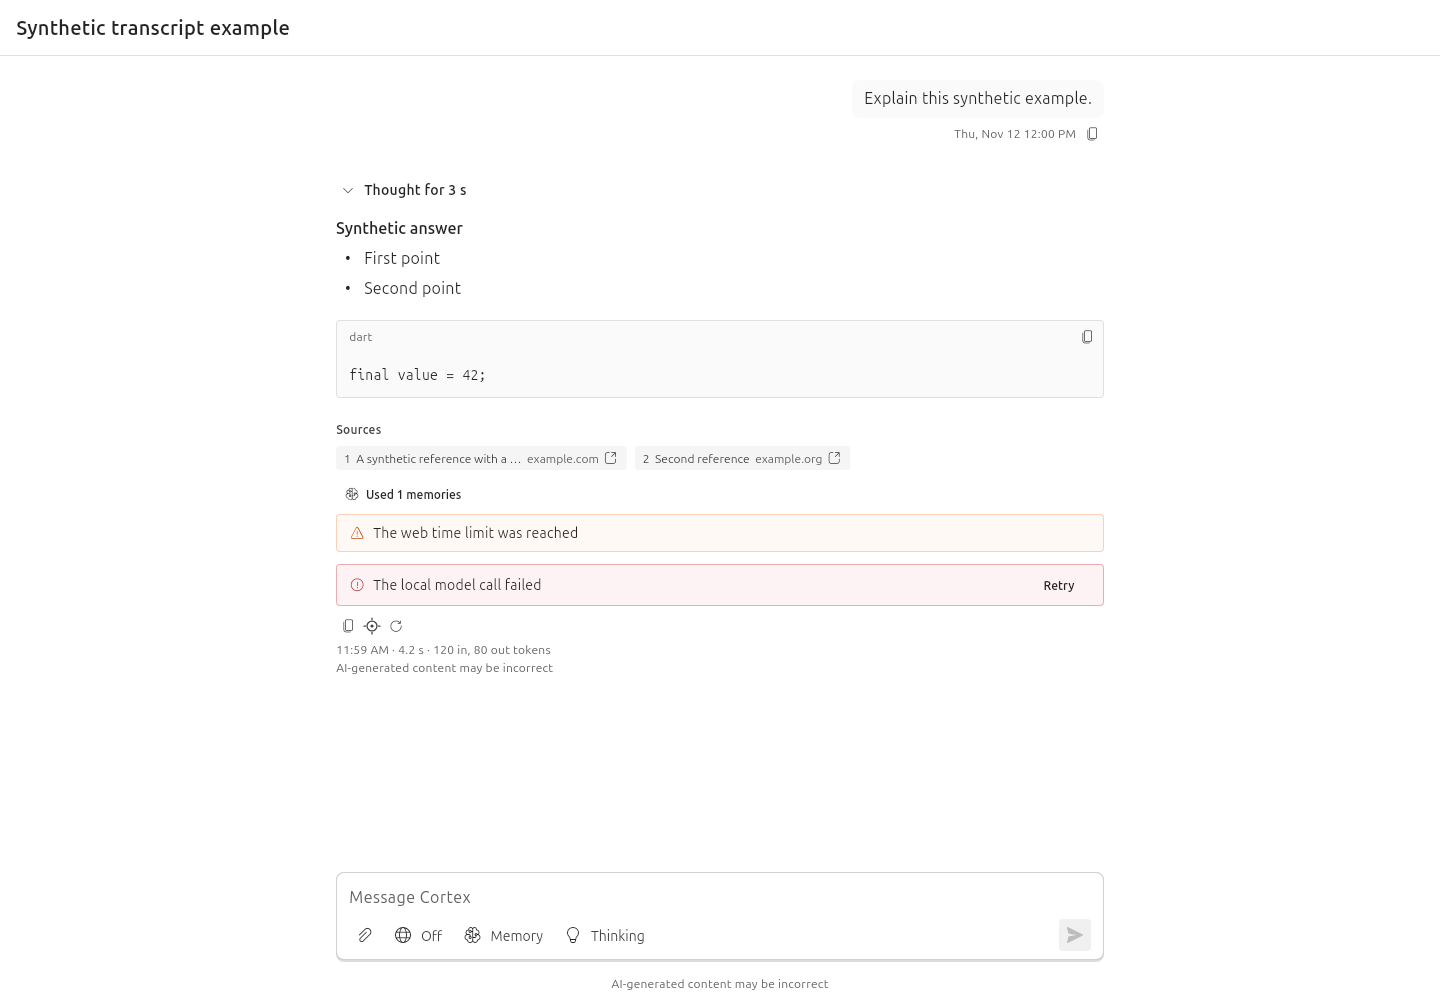 Synthetic transcript example
Explain this synthetic example.
Thu, Nov 12 12:00 PM
Thought for 3 s
Synthetic answer
• First point
• Second point
dart
final value = 42;
Sources
1 A synthetic reference with a … example.com
2 Second reference example.org
Used 1 memories
The web time limit was reached
The local model call failed
Retry
11:59 AM · 4.2 s · 120 in, 80 out tokens
AI-generated content may be incorrect
Message Cortex
Off
Memory
Thinking
AI-generated content may be incorrect